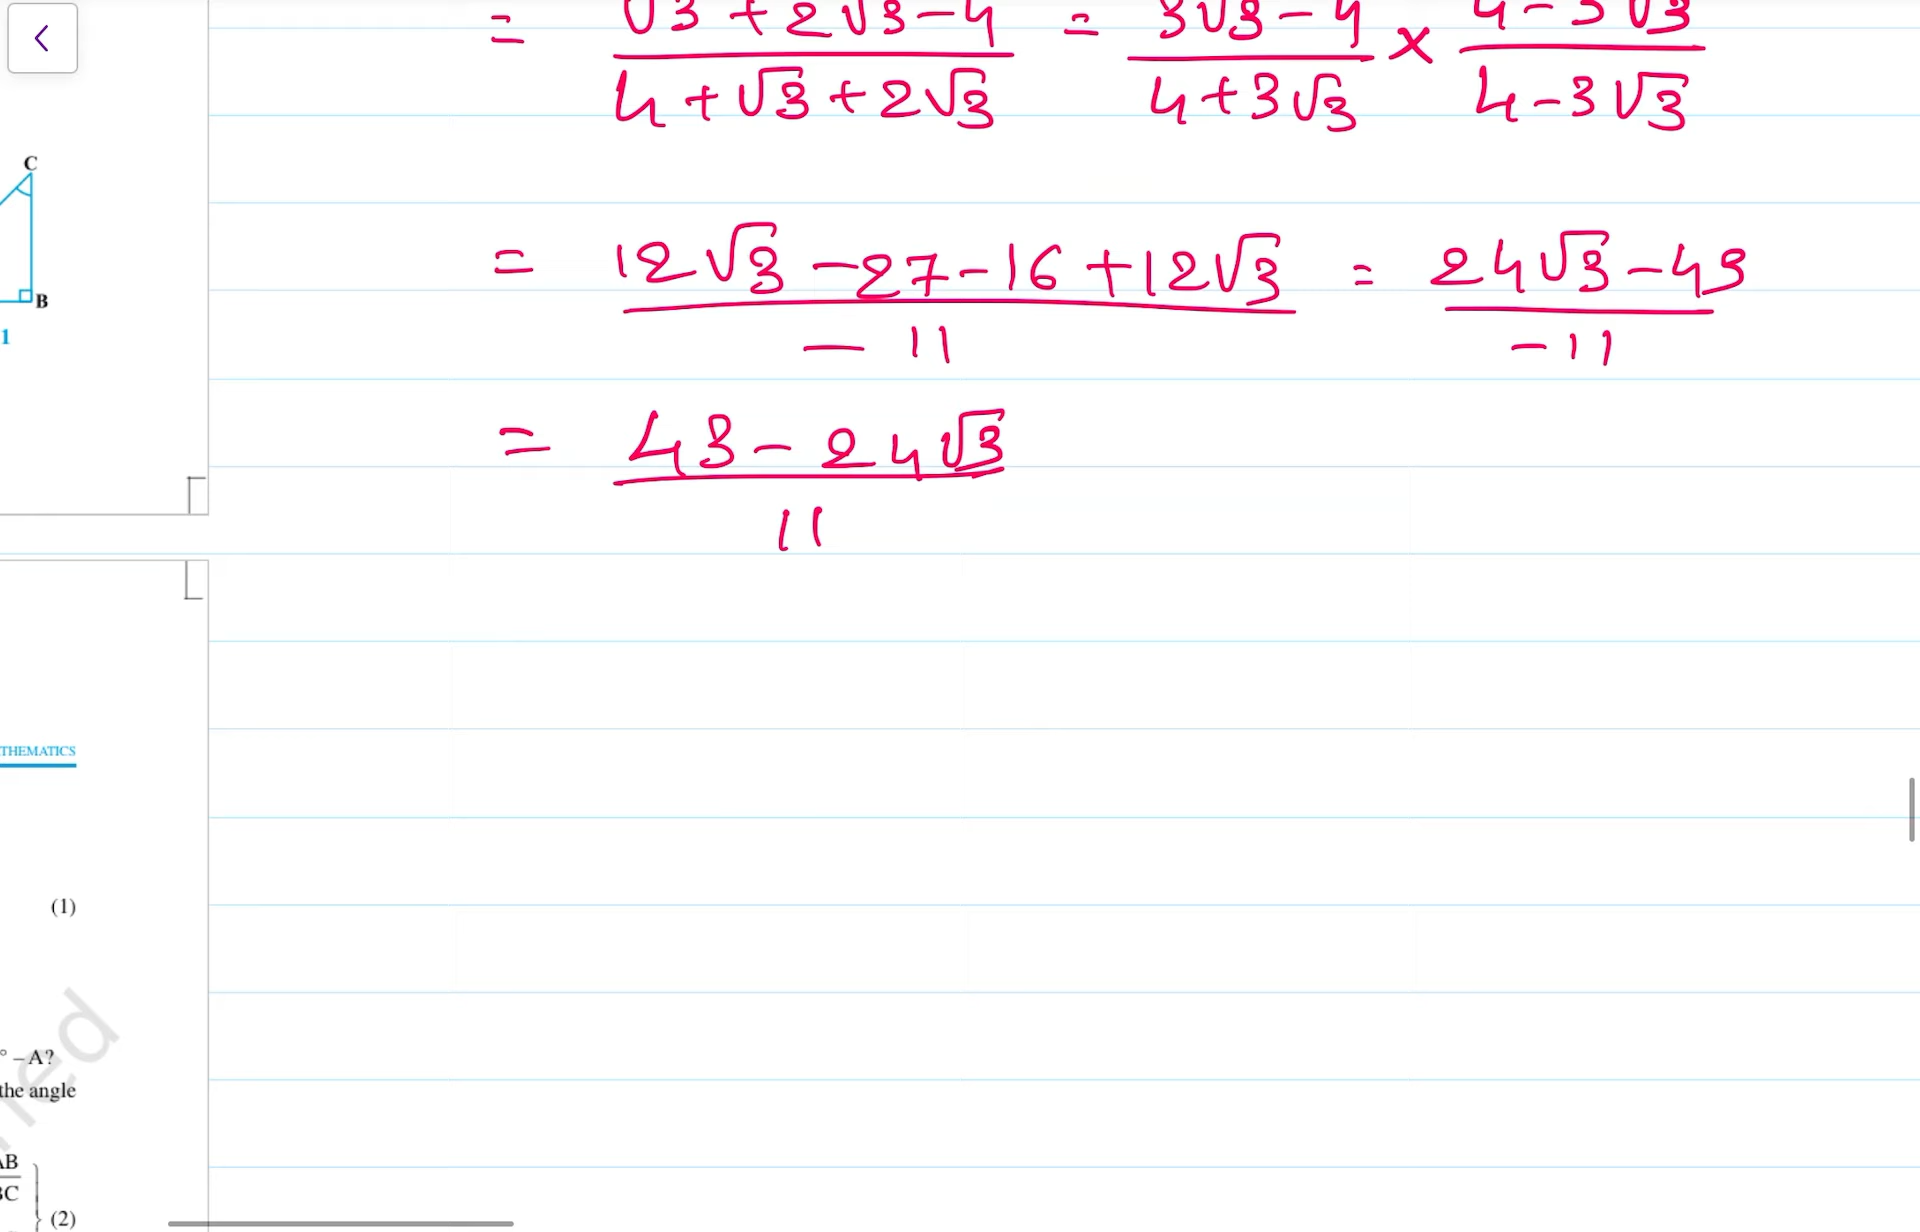 = √3 + 2√3 - 4 / 4 + √3 + 2√3 = 3√3 - 4 / 4 + 3√3 × 4 - 3√3 / 4 - 3√3
C
= 12√3 - 27 - 16 + 12√3 / - 11 = 24√3 - 43 / - 11
B
1
= 43 - 24√3 / 11
THEMATICS
(1)
° – A?
the angle
AB
BC
(2)